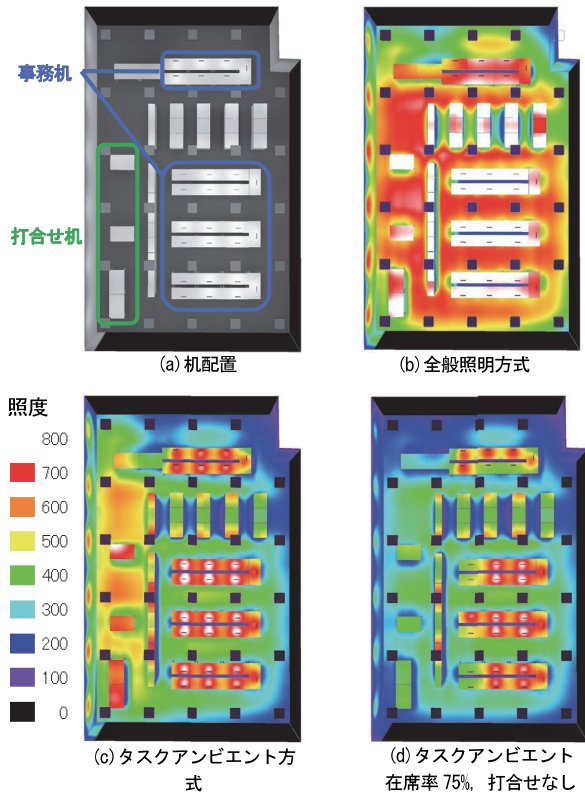 事務机
打合せ机
(a)机配置
(b)全般照明方式
照度
800
700
600
500
400
300
200
100
0
(c)タスクアンビエント方
式
(d)タスクアンビエント
在席率75%, 打合せなし